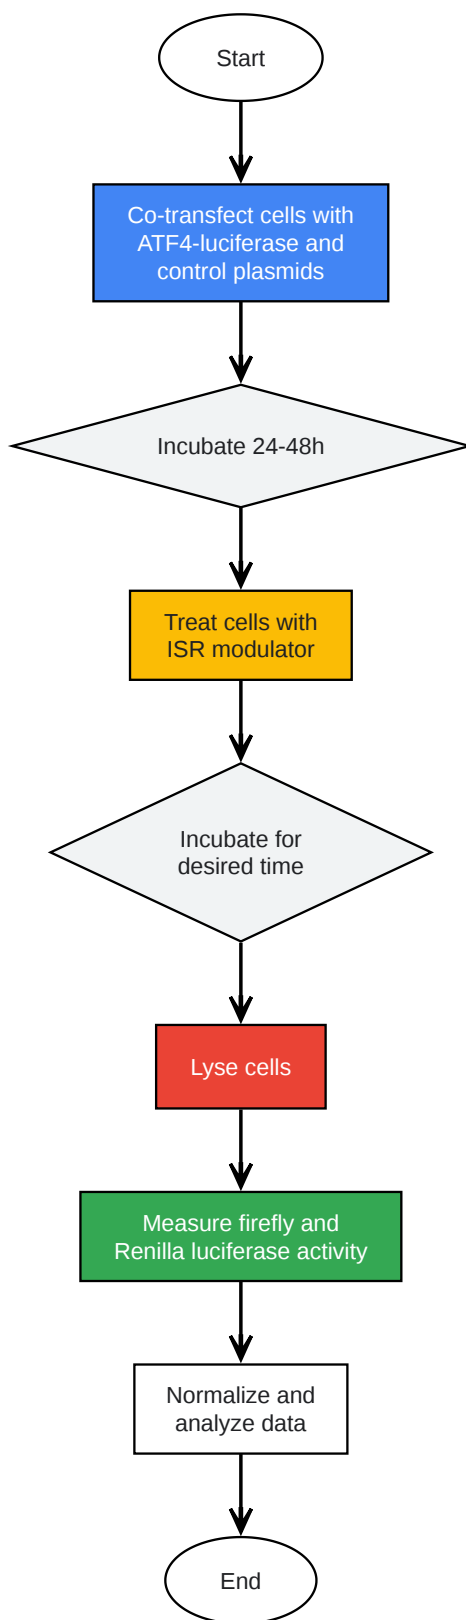 Start
Co-transfect cells with
ATF4-luciferase and
control plasmids
Incubate 24-48h
Treat cells with
ISR modulator
Incubate for
desired time
Lyse cells
Measure firefly and
Renilla luciferase activity
Normalize and
analyze data
End